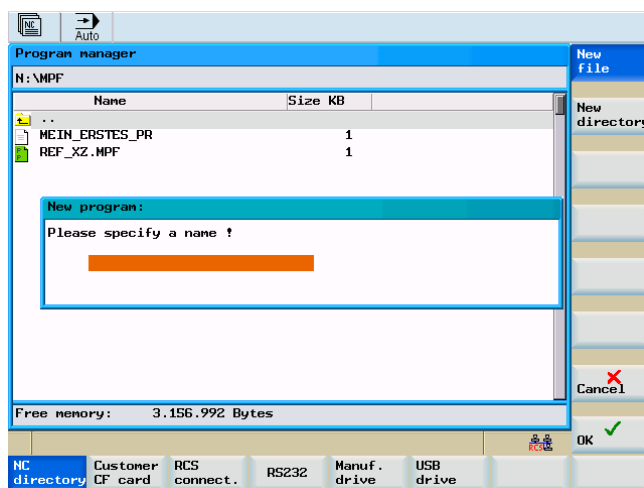 NC
Auto
Program manager
N:\MPF
Name Size KB
..
MEIN_ERSTES_PR 1
REF_XZ.MPF 1
New program:
Please specify a name !
Free memory: 3.156.992 Bytes
RCS
New
file
New
directory
Cancel
OK
NC
directory
Customer
CF card
RCS
connect.
RS232
Manuf.
drive
USB
drive